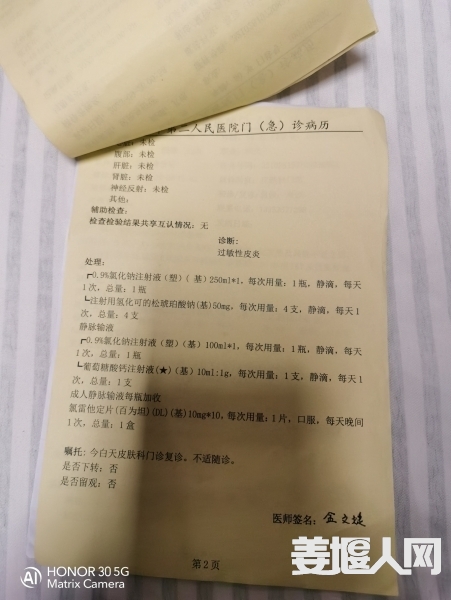 第二人民医院门（急）诊病历
：未检
腹部：未检
肝脏：未检
肾脏：未检
神经反射：未检
其他：
辅助检查：
检查检验结果共享互认情况：无
诊断：
过敏性皮炎
处理：
┏0.9%氯化钠注射液（塑）（基）250ml*1，每次用量：1瓶，静滴，每天
1次，总量：1瓶
┗注射用氢化可的松琥珀酸钠(基)50mg，每次用量：4支，静滴，每天1
次，总量：4支
静脉输液
┏0.9%氯化钠注射液（塑）（基）100ml*1，每次用量：1瓶，静滴，每
天1次，总量：1瓶
┗葡萄糖酸钙注射液(★)(基)10ml:1g，每次用量：1支，静滴，每天1
次，总量：1支
成人静脉输液每瓶加收
氯雷他定片(百为坦)(DL)(基)10mg*10，每次用量：1片，口服，每天晚间
1次，总量：1盒
嘱托：今白天皮肤科门诊复诊。不适随诊。
是否下转：否
是否留观：否
医师签名：
第2页
姜堰人网
AI HONOR 30 5G
Matrix Camera